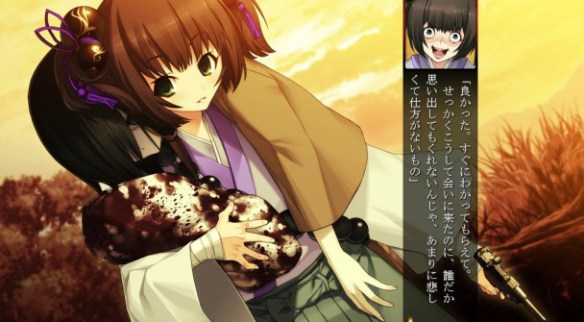 「良かった。すぐにわかってもらえて。
せっかくこうして会いに来たのに、誰だか
思い出してもくれないんじゃ、あまりに悲し
くて仕方がないもの」